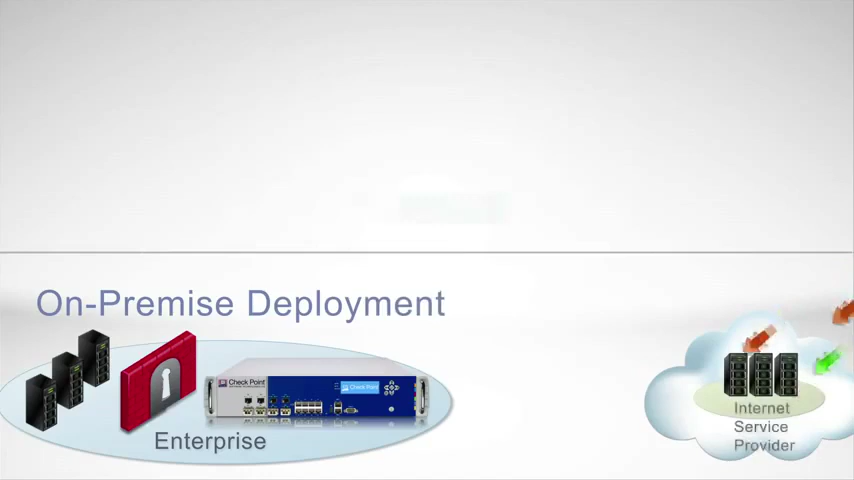 On-Premise Deployment
Check Point
Check Point
Enterprise
Internet
Service
Provider